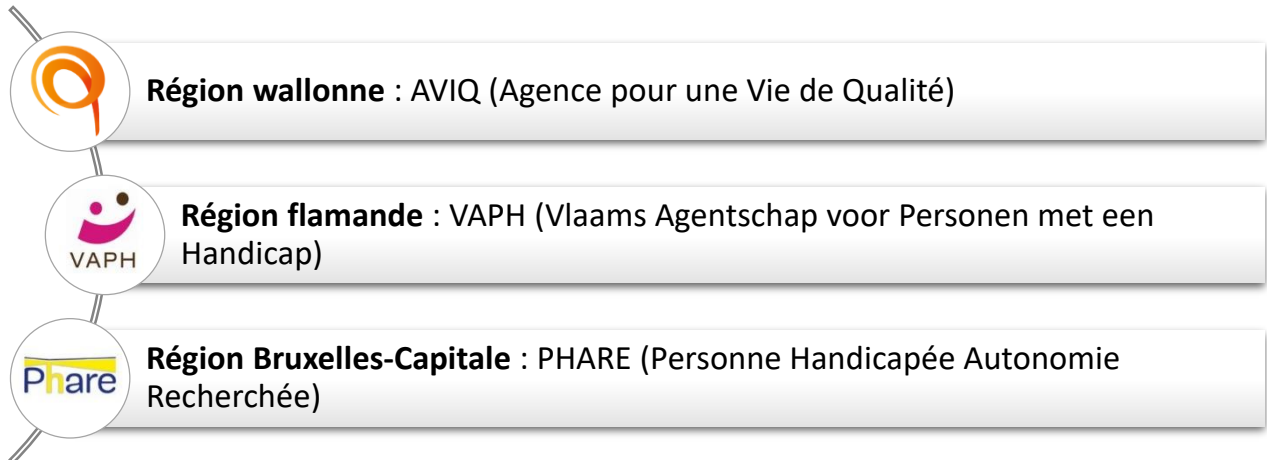 Région wallonne : AVIQ (Agence pour une Vie de Qualité)
VAPH
Région flamande : VAPH (Vlaams Agentschap voor Personen met een
Handicap)
Phare
Région Bruxelles-Capitale : PHARE (Personne Handicapée Autonomie
Recherchée)